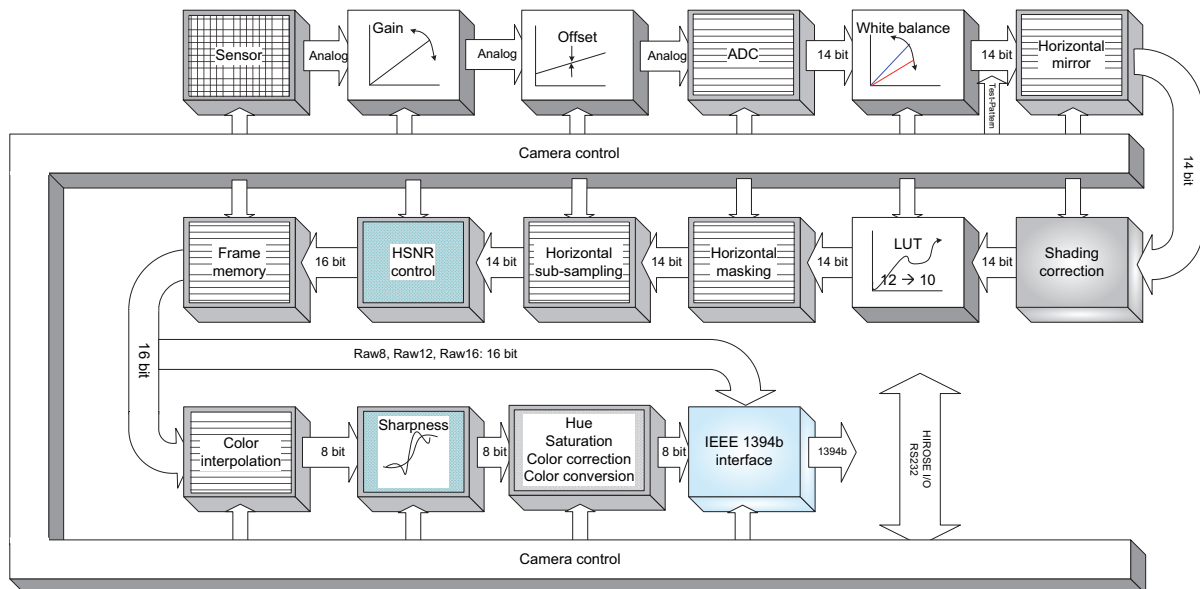 Sensor
Analog
Gain
Analog
Offset
Analog
ADC
14 bit
White balance
14 bit
Test-Pattern
Horizontal
mirror
Camera control
14 bit
Frame
memory
16 bit
HSNR
control
14 bit
Horizontal
sub-sampling
14 bit
Horizontal
masking
14 bit
LUT
12 → 10
14 bit
Shading
correction
16 bit
Raw8, Raw12, Raw16: 16 bit
Color
interpolation
8 bit
Sharpness
8 bit
Hue
Saturation
Color correction
Color conversion
8 bit
IEEE 1394b
interface
1394b
HIROSE I/O
RS232
Camera control